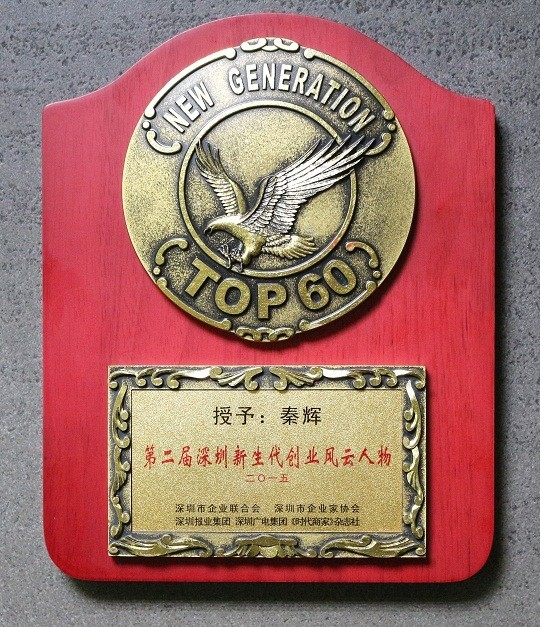 NEW GENERATION
TOP 60
授予：秦辉
第二届深圳新生代创业风云人物
二〇一五
深圳市企业联合会 深圳市企业家协会
深圳报业集团 深圳广电集团《时代商家》杂志社